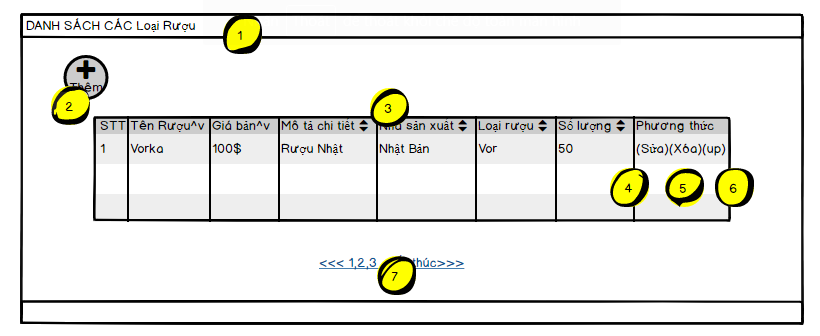 DANH SÁCH CÁC Loại Rượu
1
Thêm
2
3
STT Tên Rượu^v Giá bán^v Mô tả chi tiết sản xuất Loại rượu Số lượng Phương thức
1 Vorka 100$ Rượu Nhật Nhật Bản Vor 50 (Sửa)(Xóa)(up)
4 5 6
<<< 1,2,3 thúc>>>
7